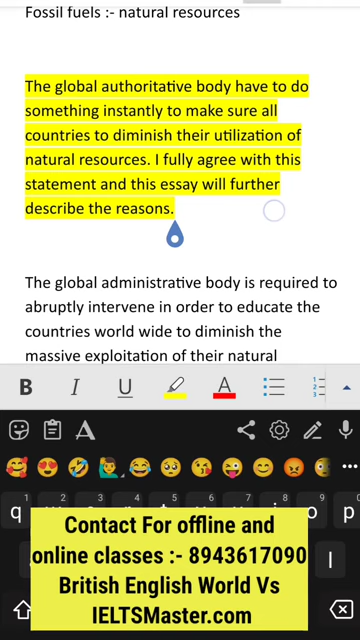 Fossil fuels :- natural resources
The global authoritative body have to do
something instantly to make sure all
countries to diminish their utilization of
natural resources. I fully agree with this
statement and this essay will further
describe the reasons.
The global administrative body is required to
abruptly intervene in order to educate the
countries world wide to diminish the
massive exploitation of their natural
B I U A
A
q w e r t y u i o p
Contact For offline and
online classes :- 8943617090
British English World Vs
IELTSMaster.com
l